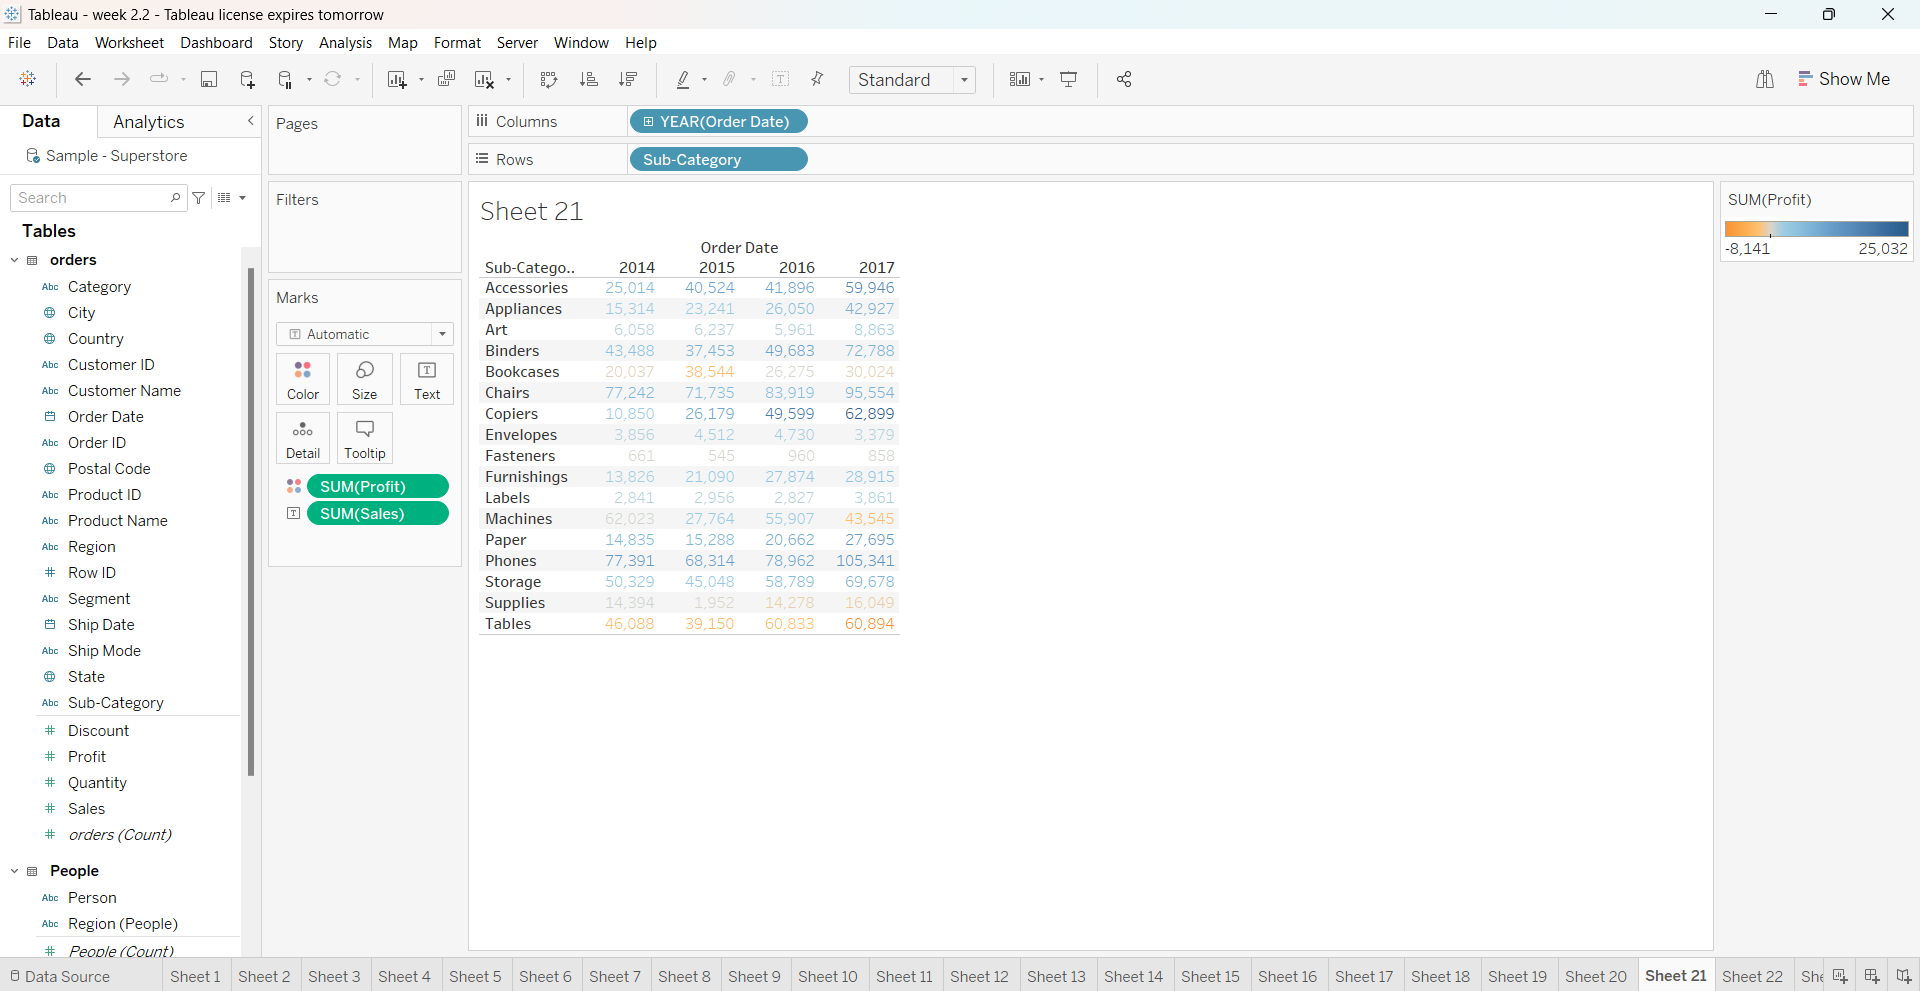 Tableau - week 2.2 - Tableau license expires tomorrow
File Data Worksheet Dashboard Story Analysis Map Format Server Window Help
Standard
Show Me
Data Analytics
Sample - Superstore
Search
Tables
orders
Abc Category
City
Country
Abc Customer ID
Abc Customer Name
Order Date
Abc Order ID
Postal Code
Abc Product ID
Abc Product Name
Abc Region
# Row ID
Abc Segment
Ship Date
Abc Ship Mode
State
Abc Sub-Category
# Discount
# Profit
# Quantity
# Sales
# orders (Count)
People
Abc Person
Abc Region (People)
# People (Count)
Pages
Filters
Marks
T Automatic
Color Size Text
Detail Tooltip
SUM(Profit)
T SUM(Sales)
Columns YEAR(Order Date)
Rows Sub-Category
Sheet 21
Order Date
Sub-Catego.. 2014 2015 2016 2017
Accessories 25,014 40,524 41,896 59,946
Appliances 15,314 23,241 26,050 42,927
Art 6,058 6,237 5,961 8,863
Binders 43,488 37,453 49,683 72,788
Bookcases 20,037 38,544 26,275 30,024
Chairs 77,242 71,735 83,919 95,554
Copiers 10,850 26,179 49,599 62,899
Envelopes 3,856 4,512 4,730 3,379
Fasteners 661 545 960 858
Furnishings 13,826 21,090 27,874 28,915
Labels 2,841 2,956 2,827 3,861
Machines 62,023 27,764 55,907 43,545
Paper 14,835 15,288 20,662 27,695
Phones 77,391 68,314 78,962 105,341
Storage 50,329 45,048 58,789 69,678
Supplies 14,394 1,952 14,278 16,049
Tables 46,088 39,150 60,833 60,894
SUM(Profit)
-8,141 25,032
Data Source Sheet 1 Sheet 2 Sheet 3 Sheet 4 Sheet 5 Sheet 6 Sheet 7 Sheet 8 Sheet 9 Sheet 10 Sheet 11 Sheet 12 Sheet 13 Sheet 14 Sheet 15 Sheet 16 Sheet 17 Sheet 18 Sheet 19 Sheet 20 Sheet 21 Sheet 22 She